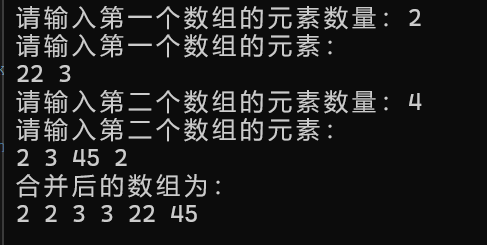 请输入第一个数组的元素数量: 2
请输入第一个数组的元素:
22 3
请输入第二个数组的元素数量: 4
请输入第二个数组的元素:
2 3 45 2
合并后的数组为:
2 2 3 3 22 45